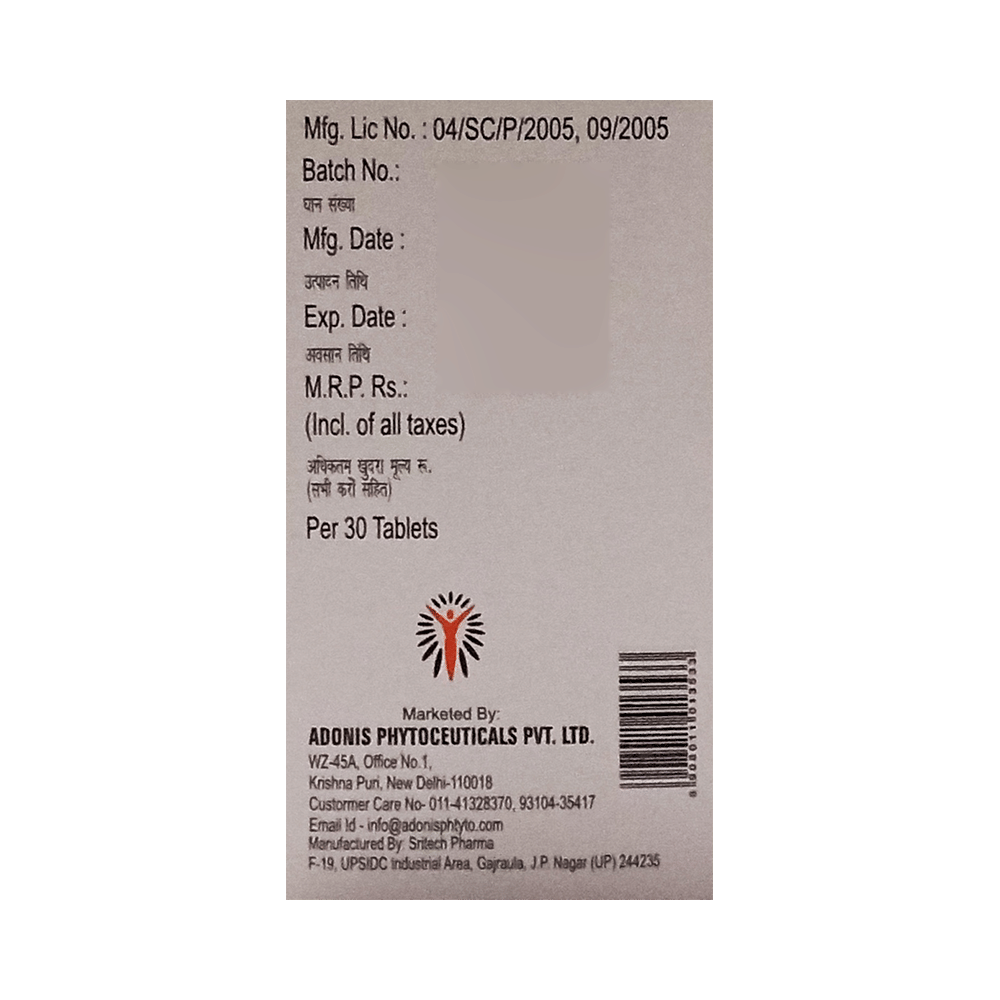 Mfg. Lic No. : 04/SC/P/2005, 09/2005
Batch No.:
घान संख्या
Mfg. Date :
उत्पादन तिथि
Exp. Date :
अवसान तिथि
M.R.P. Rs.:
(Incl. of all taxes)
अधिकतम खुदरा मूल्य रू.
(सभी करों सहित)
Per 30 Tablets
Marketed By:
ADONIS PHYTOCEUTICALS PVT. LTD.
WZ-45A, Office No.1,
Krishna Puri, New Delhi-110018
Custormer Care No- 011-41328370, 93104-35417
Email Id - info@adonisphtyto.com
Manufactured By: Sritech Pharma
F-19, UPSIDC Industrial Area, Gajraula, J.P. Nagar (UP) 244235